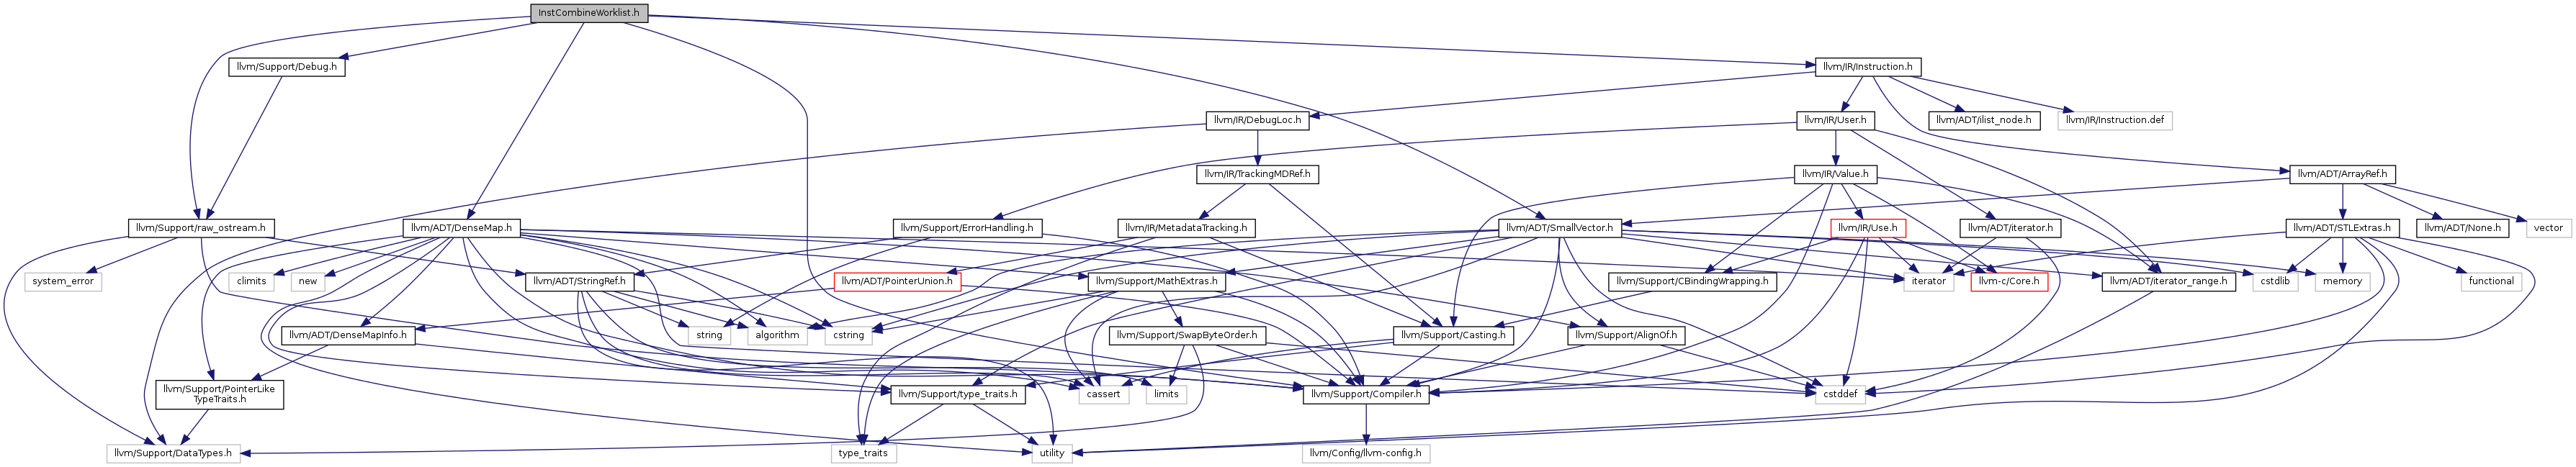 InstCombineWorklist.h
llvm/Support/Debug.h
llvm/IR/Instruction.h
llvm/IR/DebugLoc.h
llvm/IR/User.h
llvm/ADT/ilist_node.h
llvm/IR/Instruction.def
llvm/IR/TrackingMDRef.h
llvm/IR/Value.h
llvm/ADT/ArrayRef.h
llvm/Support/raw_ostream.h
llvm/ADT/DenseMap.h
llvm/Support/ErrorHandling.h
llvm/IR/MetadataTracking.h
llvm/ADT/SmallVector.h
llvm/IR/Use.h
llvm/ADT/iterator.h
llvm/ADT/STLExtras.h
llvm/ADT/None.h
vector
system_error
climits
new
llvm/ADT/StringRef.h
llvm/ADT/PointerUnion.h
llvm/Support/MathExtras.h
llvm/Support/CBindingWrapping.h
iterator
llvm-c/Core.h
llvm/ADT/iterator_range.h
cstdlib
memory
functional
llvm/ADT/DenseMapInfo.h
string
algorithm
cstring
llvm/Support/SwapByteOrder.h
llvm/Support/Casting.h
llvm/Support/AlignOf.h
llvm/Support/PointerLike
TypeTraits.h
llvm/Support/type_traits.h
cassert
limits
llvm/Support/Compiler.h
cstddef
llvm/Support/DataTypes.h
type_traits
utility
llvm/Config/llvm-config.h